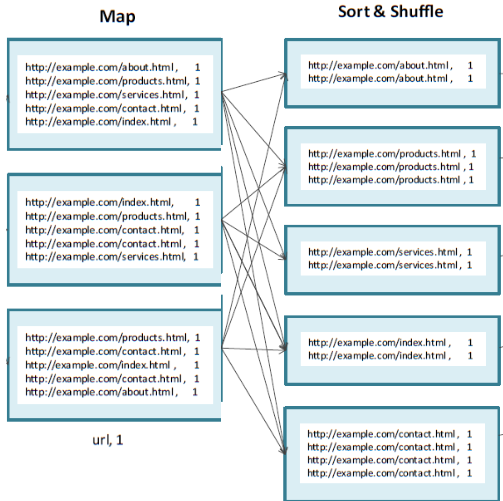 Map
http://example.com/about.html, 1
http://example.com/products.html, 1
http://example.com/services.html, 1
http://example.com/contact.html, 1
http://example.com/index.html, 1
http://example.com/index.html, 1
http://example.com/products.html, 1
http://example.com/contact.html, 1
http://example.com/contact.html, 1
http://example.com/services.html, 1
http://example.com/products.html, 1
http://example.com/contact.html, 1
http://example.com/index.html, 1
http://example.com/contact.html, 1
http://example.com/about.html, 1
url, 1
Sort & Shuffle
http://example.com/about.html, 1
http://example.com/about.html, 1
http://example.com/products.html, 1
http://example.com/products.html ,1
http://example.com/products.html ,1
http://example.com/services.html, 1
http://example.com/services.html, 1
http://example.com/index.html, 1
http://example.com/index.html, 1
http://example.com/contact.html, 1
http://example.com/contact.html, 1
http://example.com/contact.html, 1
http://example.com/contact.html, 1